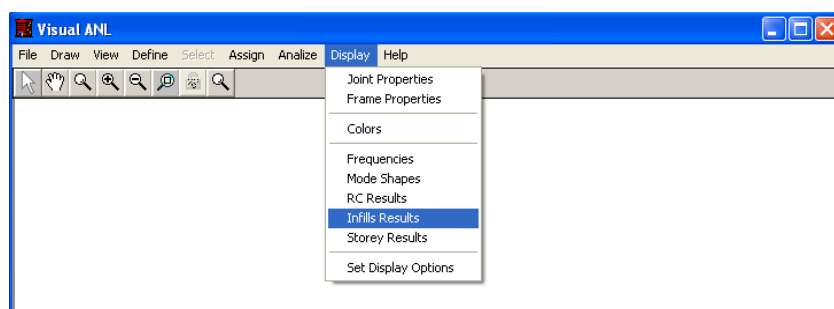 Visual ANL
File Draw View Define Select Assign Analize Display Help
Joint Properties
Frame Properties
Colors
Frequencies
Mode Shapes
RC Results
Infills Results
Storey Results
Set Display Options